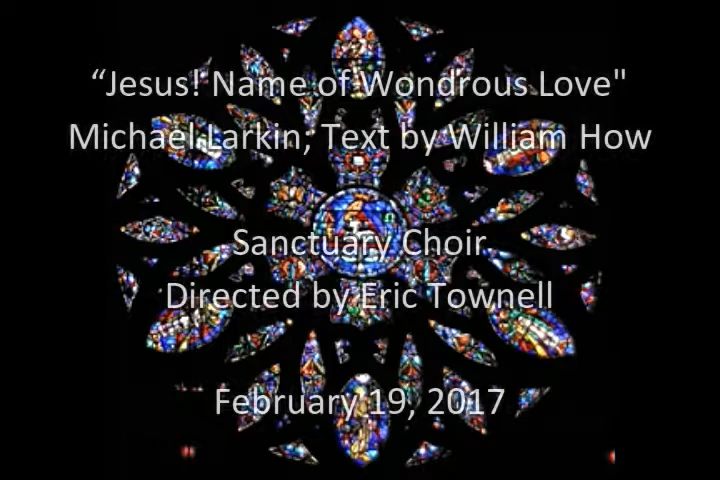 “Jesus! Name of Wondrous Love"
Michael Larkin; Text by William How
Sanctuary Choir
Directed by Eric Townell
February 19, 2017